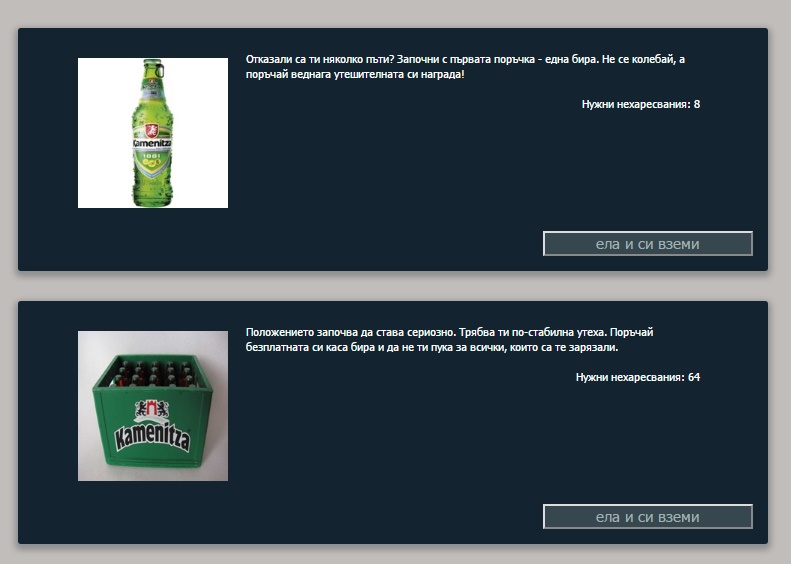 Отказали са ти няколко пъти? Започни с първата поръчка - една бира. Не се колебай, а
поръчай веднага утешителната си награда!
Kamenitza
1881
Нужни нехаресвания: 8
ела и си вземи
Положението започва да става сериозно. Трябва ти по-стабилна утеха. Поръчай
безплатната си каса бира и да не ти пука за всички, които са те зарязали.
Kamenitza
Нужни нехаресвания: 64
ела и си вземи